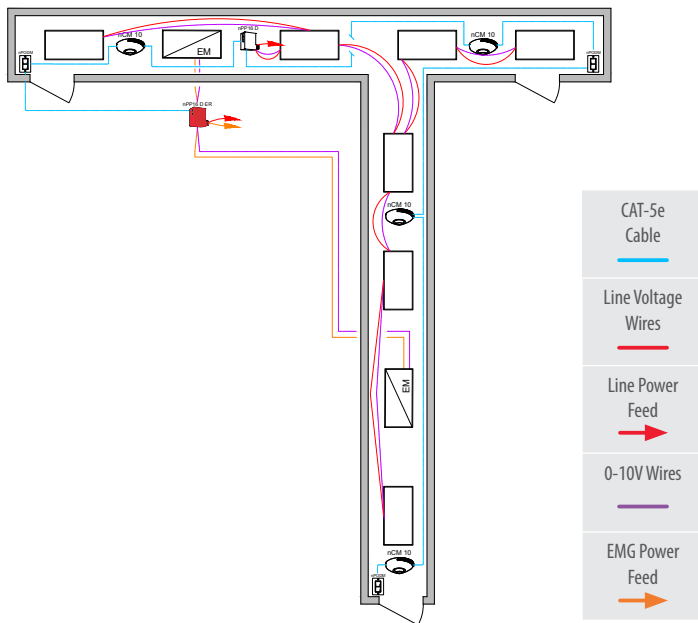 nPODM
nCM 10
EM
nPP16 D
nCM 10
nPODM
nPP16 D ER
nCM 10
EM
nCM 10
nPODM
CAT-5e
Cable
Line Voltage
Wires
Line Power
Feed
0-10V Wires
EMG Power
Feed